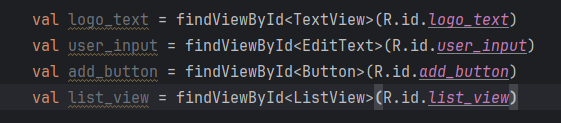 val logo_text = findViewById<TextView>(R.id.logo_text)
val user_input = findViewById<EditText>(R.id.user_input)
val add_button = findViewById<Button>(R.id.add_button)
val list_view = findViewById<ListView>(R.id.list_view)